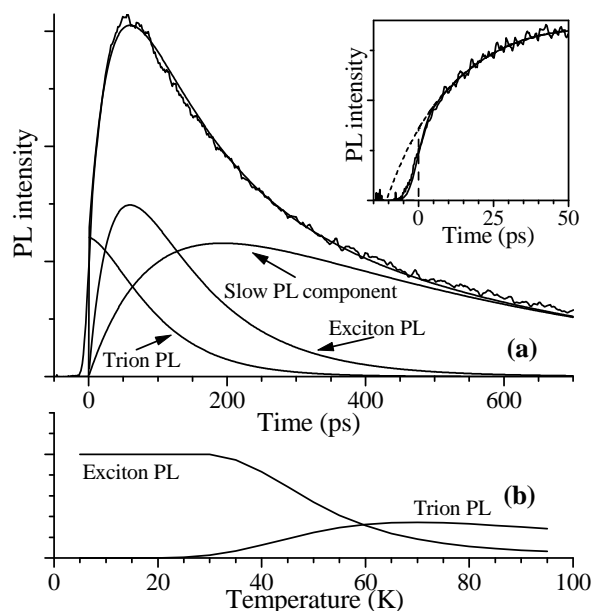 (a)
PL intensity
Trion PL
Slow PL component
Exciton PL
0
200
400
600
Time (ps)
PL intensity
0
25
50
Time (ps)
(b)
Exciton PL
Trion PL
0
20
40
60
80
100
Temperature (K)